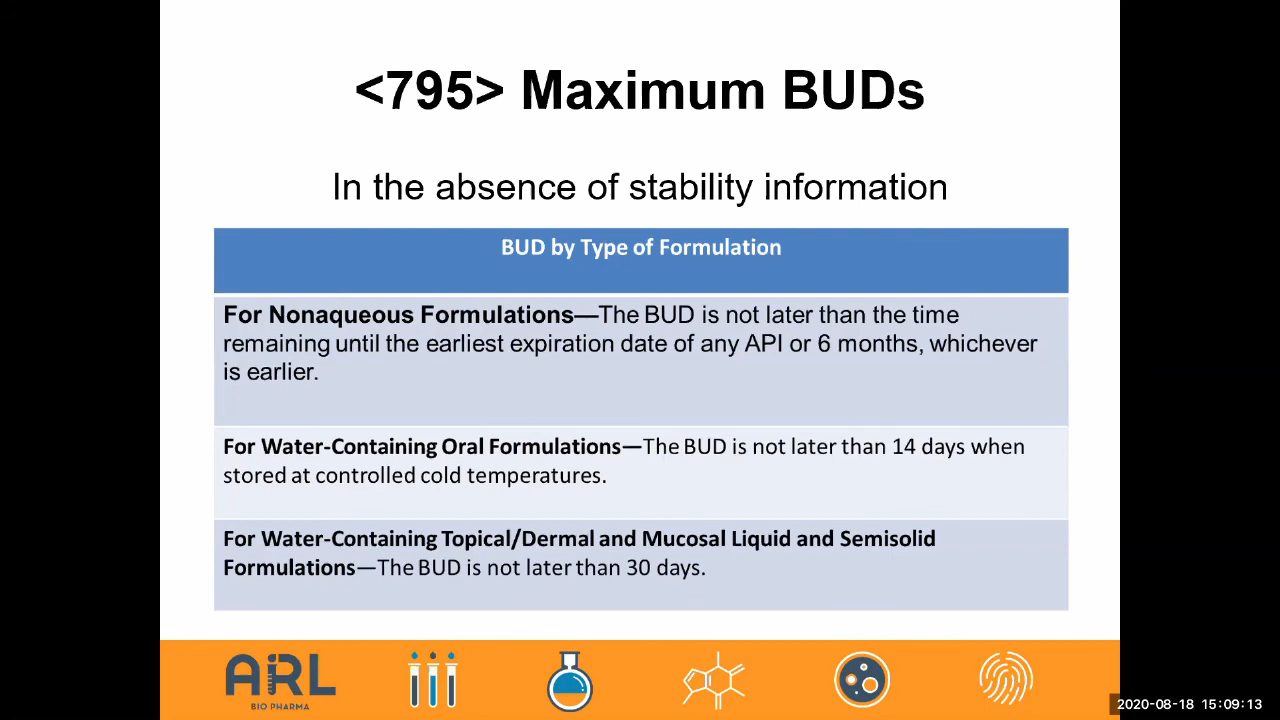 <795> Maximum BUDs
In the absence of stability information
BUD by Type of Formulation
For Nonaqueous Formulations—The BUD is not later than the time
remaining until the earliest expiration date of any API or 6 months, whichever
is earlier.
For Water-Containing Oral Formulations—The BUD is not later than 14 days when
stored at controlled cold temperatures.
For Water-Containing Topical/Dermal and Mucosal Liquid and Semisolid
Formulations—The BUD is not later than 30 days.
ARL
BIO PHARMA
2020-08-18 15:09:13